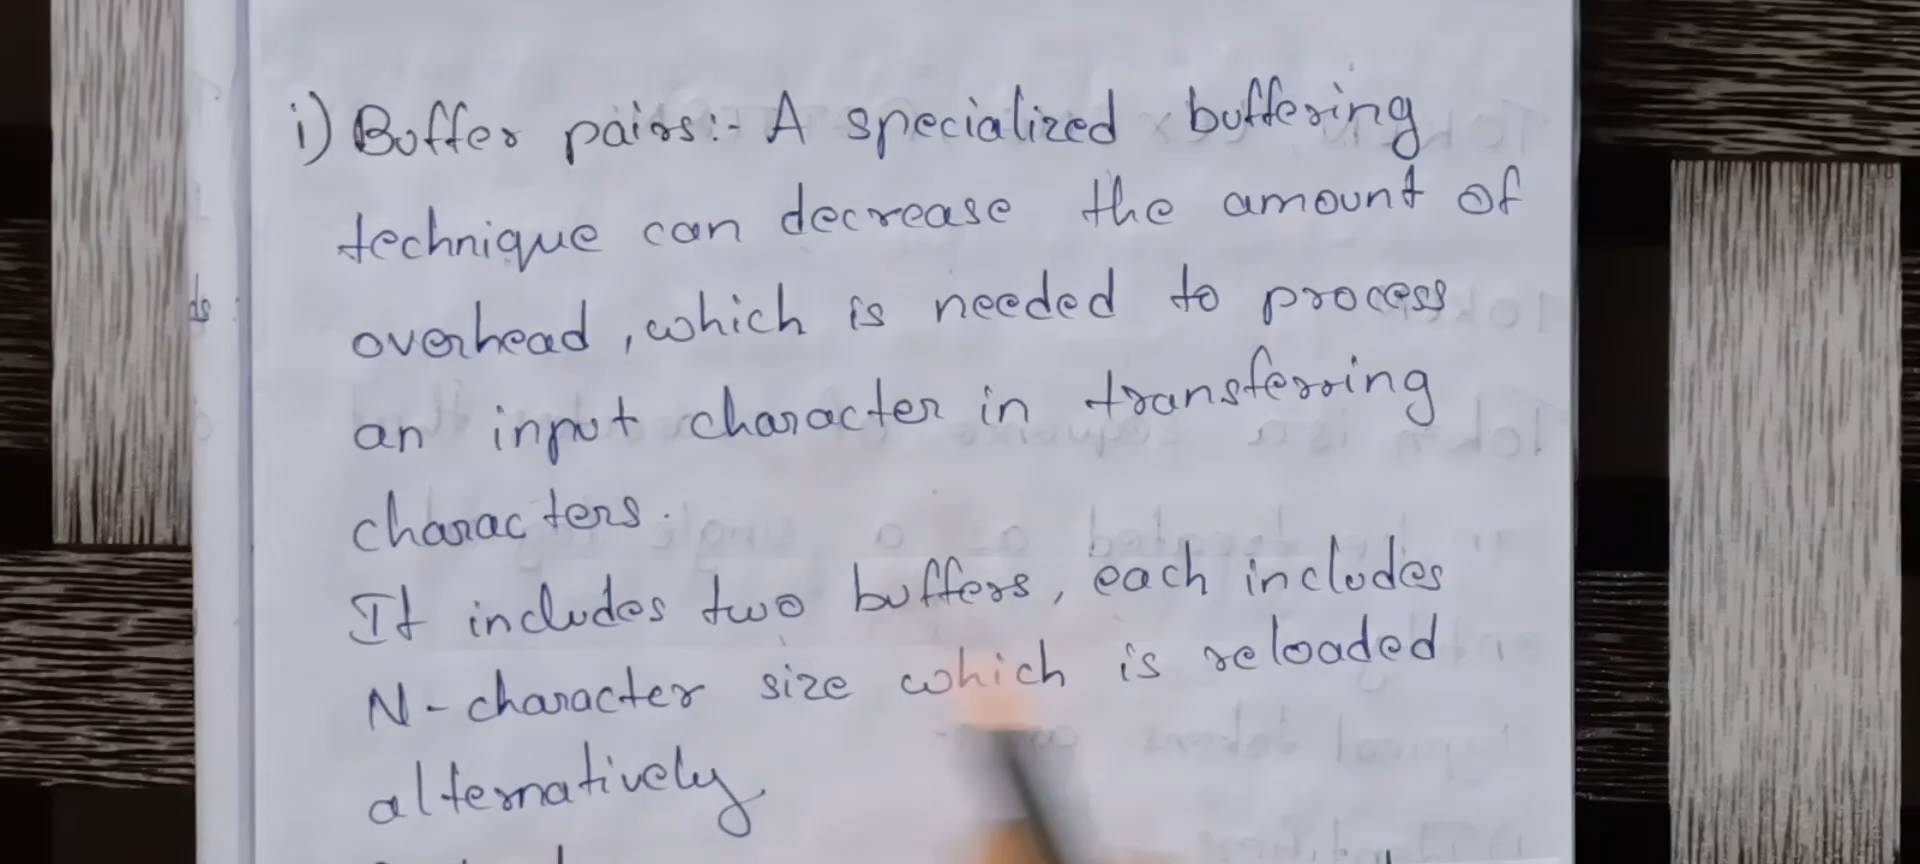 i) Buffer pairs:- A specialized buffering
technique can decrease the amount of
overhead, which is needed to process
an input character in transferring
characters.
It includes two buffers, each includes
N-character size which is reloaded
alternatively